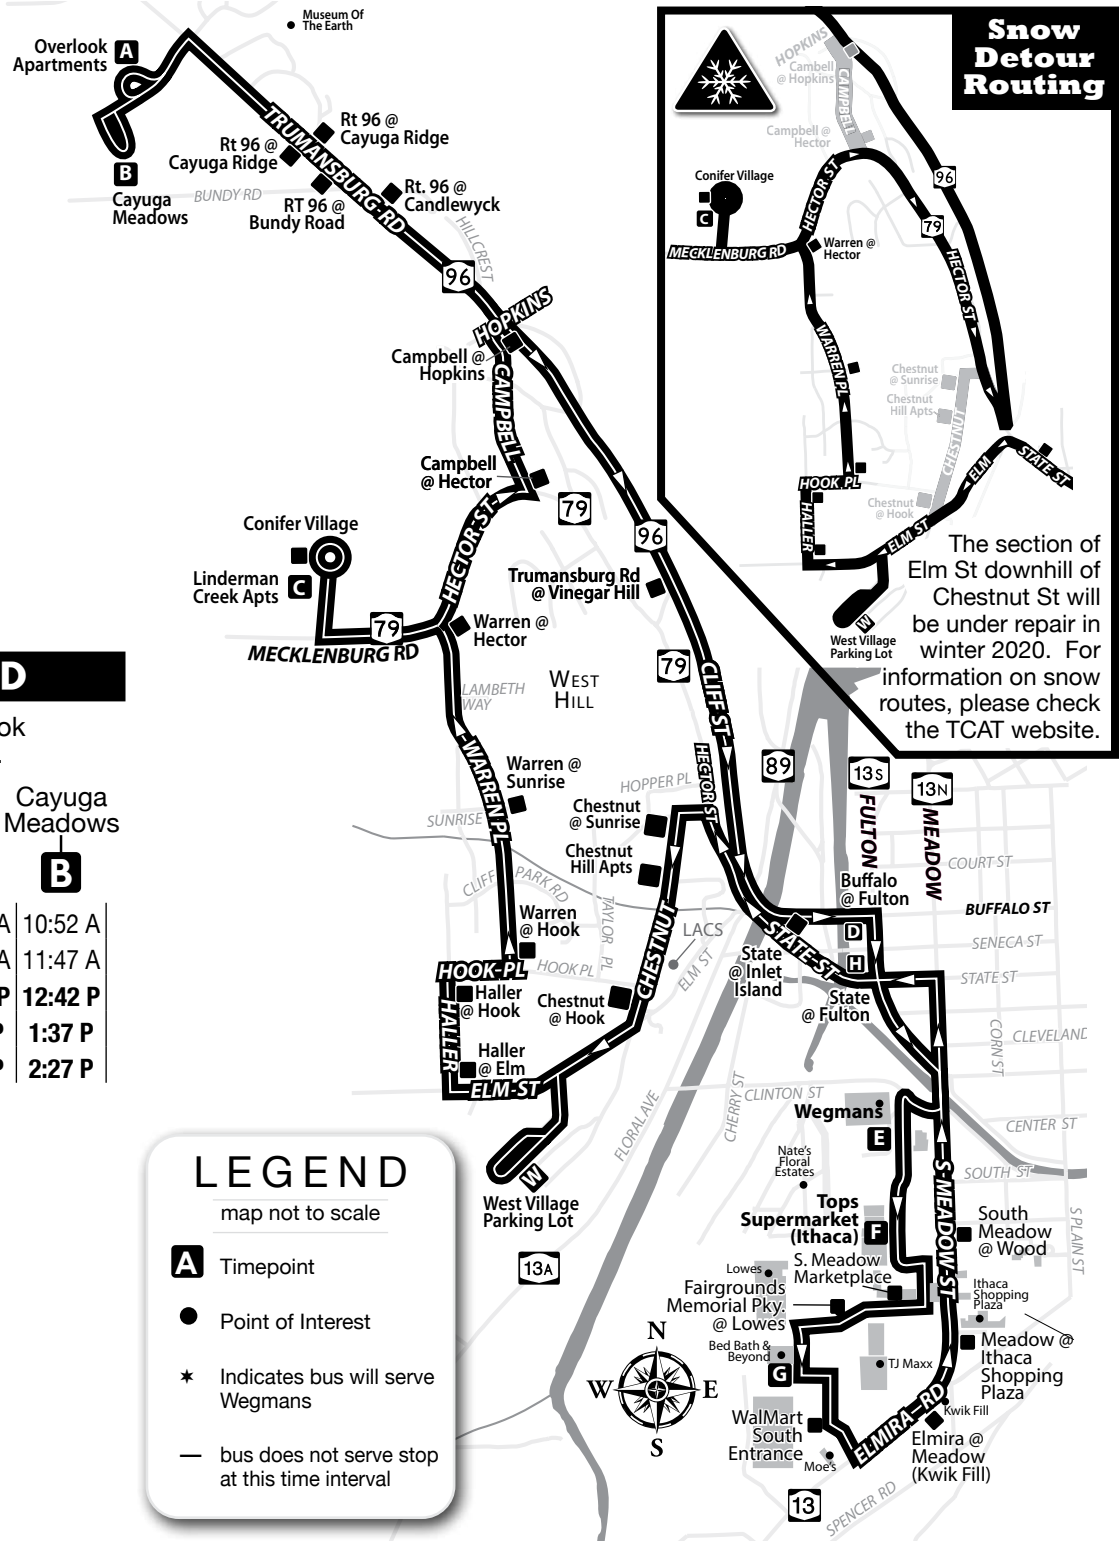 Museum Of
The Earth
Overlook
Apartments
A
B
Cayuga
Meadows
TRUMANSBURG RD
Rt 96 @
Cayuga Ridge
Rt 96 @
Cayuga Ridge
BUNDY RD
RT 96 @
Bundy Road
Rt. 96 @
Candlewyck
HILLCREST
96
HOPKINS
Campbell @
Hopkins
CAMPBELL
Campbell
@ Hector
79
HECTOR ST
Conifer Village
Linderman
Creek Apts
C
79
MECKLENBURG RD
Warren @
Hector
96
Trumansburg Rd
@ Vinegar Hill
79
CLIFF ST
WEST
HILL
LAMBETH
WAY
WARREN PL
Warren @
Sunrise
SUNRISE
HOPPER PL
HECTOR ST
Chestnut
@ Sunrise
Chestnut
Hill Apts
CLIFF PARK RD
TAYLOR PL
Warren
@ Hook
HOOK PL
HOOK PL
Haller
@ Hook
HALLER
Haller
@ Elm
ELM ST
Chestnut
@ Hook
CHESTNUT
LACS
ELM ST
West Village
Parking Lot
W
13A
FLORAL AVE
89
13S
FULTON
13N
MEADOW
COURT ST
Buffalo
@ Fulton
BUFFALO ST
D
H
SENECA ST
STATE ST
STATE ST
State
@ Inlet
Island
State
@ Fulton
CORN ST
CLEVELAND
CHERRY ST
CLINTON ST
Wegmans
E
CENTER ST
SOUTH ST
Nate's
Floral
Estates
Tops
Supermarket
(Ithaca)
F
S MEADOW ST
South
Meadow
@ Wood
S PLAIN ST
S. Meadow
Marketplace
Lowes
Fairgrounds
Memorial Pky.
@ Lowes
Ithaca
Shopping
Plaza
Bed Bath &
Beyond
G
TJ Maxx
Meadow @
Ithaca
Shopping
Plaza
WalMart
South
Entrance
Moe's
ELMIRA RD
Kwik Fill
Elmira @
Meadow
(Kwik Fill)
13
SPENCER RD
N
W E
S
Snow
Detour
Routing
HOPKINS
Cambell
@ Hopkins
CAMPBELL
Campbell @
Hector
Conifer Village
C
MECKLENBURG RD
HECTOR ST
Warren @
Hector
96
79
HECTOR ST
WARREN PL
Chestnut
@ Sunrise
Chestnut
Hill Apts
CHESTNUT
Chestnut
@ Hook
HOOK PL
HALLER
ELM ST
ELM
STATE ST
W
West Village
Parking Lot
The section of
Elm St downhill of
Chestnut St will
be under repair in
winter 2020. For
information on snow
routes, please check
the TCAT website.
D
ok
Cayuga
Meadows
B
A 10:52 A
A 11:47 A
P 12:42 P
P 1:37 P
P 2:27 P
LEGEND
map not to scale
A Timepoint
Point of Interest
Indicates bus will serve
Wegmans
— bus does not serve stop
at this time interval